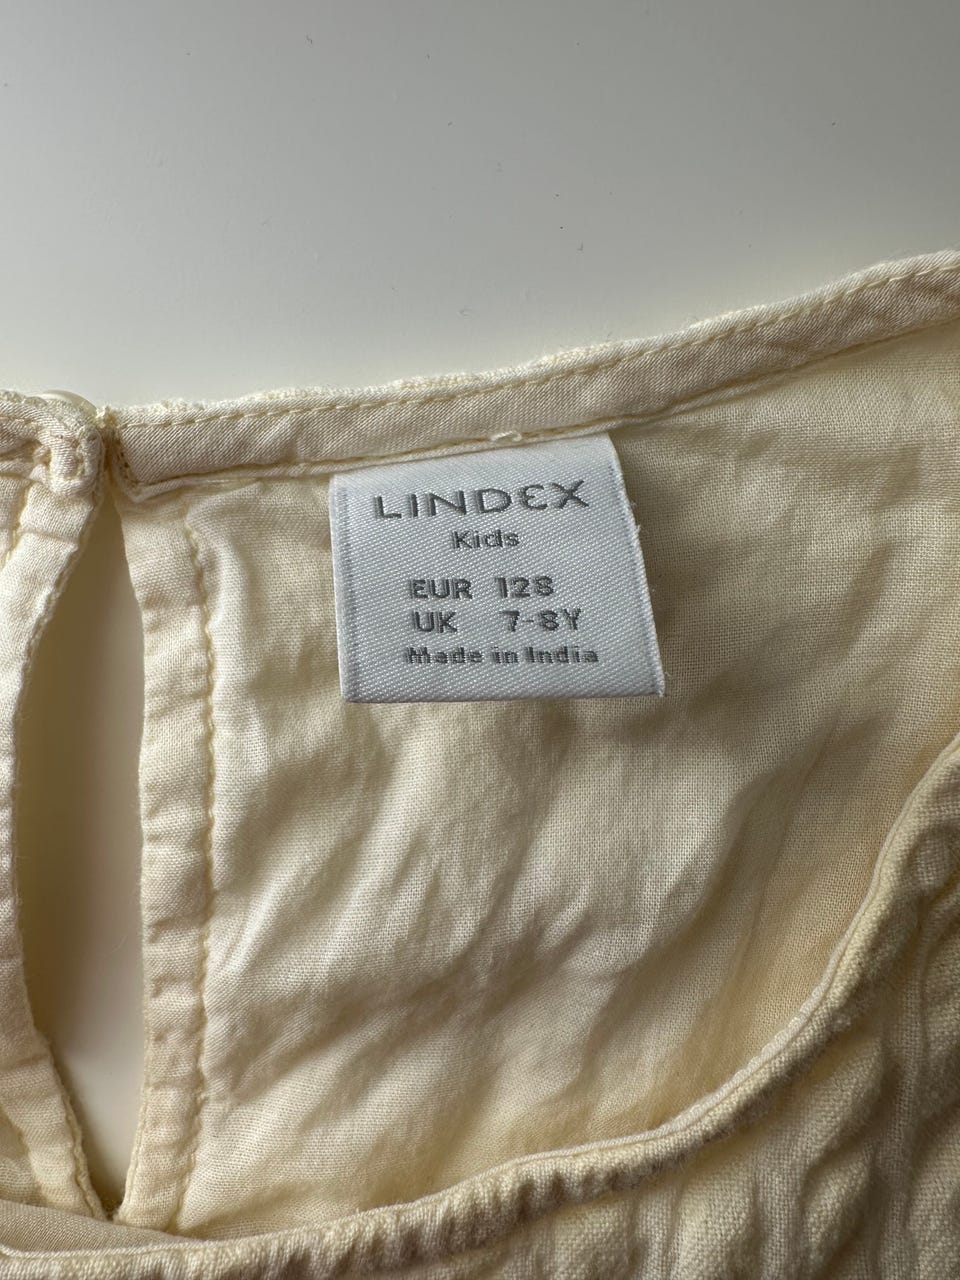 LINDEX
Kids
EUR 128
UK 7-8Y
Made in India